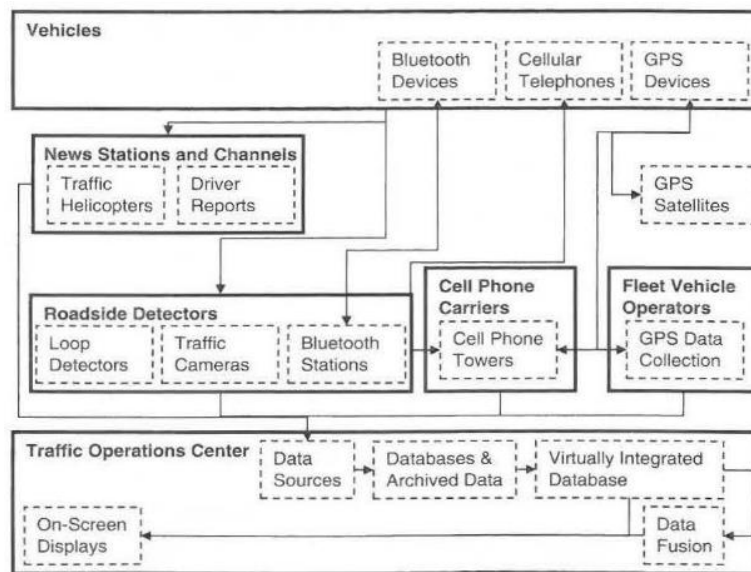 Vehicles
Bluetooth
Devices
Cellular
Telephones
GPS
Devices
News Stations and Channels
Traffic
Helicopters
Driver
Reports
GPS
Satellites
Roadside Detectors
Loop
Detectors
Traffic
Cameras
Bluetooth
Stations
Cell Phone
Carriers
Cell Phone
Towers
Fleet Vehicle
Operators
GPS Data
Collection
Traffic Operations Center
Data
Sources
Databases &
Archived Data
Virtually Integrated
Database
On-Screen
Displays
Data
Fusion